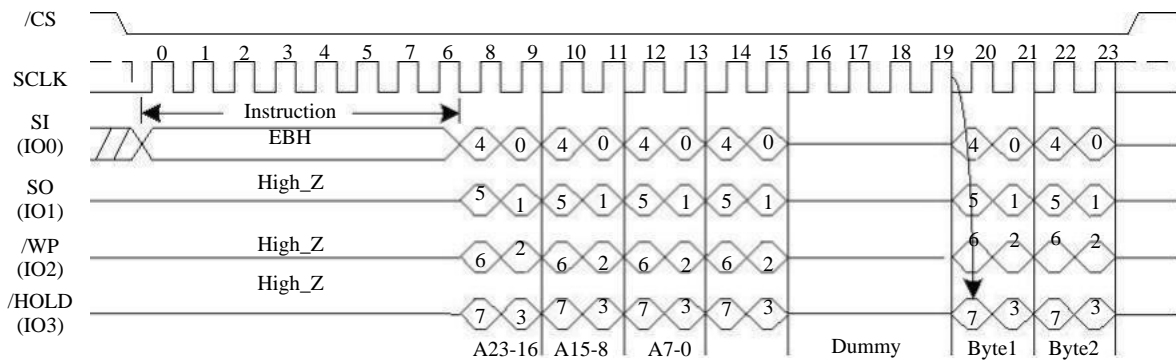 /CS
0 1 2 3 4 5 7 6 8 9 10 11 12 13 14 15 16 17 18 19 20 21 22 23
SCLK
Instruction
SI
(IO0)
EBH
4 0 4 0 4 0 4 0 4 0 4 0
SO
(IO1)
High_Z
5 1 5 1 5 1 5 1 5 1 5 1
/WP
(IO2)
High_Z
6 2 6 2 6 2 6 2 6 2 6 2
High_Z
/HOLD
(IO3)
7 3 7 3 7 3 7 3 7 3 7 3
A23-16 A15-8 A7-0 Dummy Byte1 Byte2